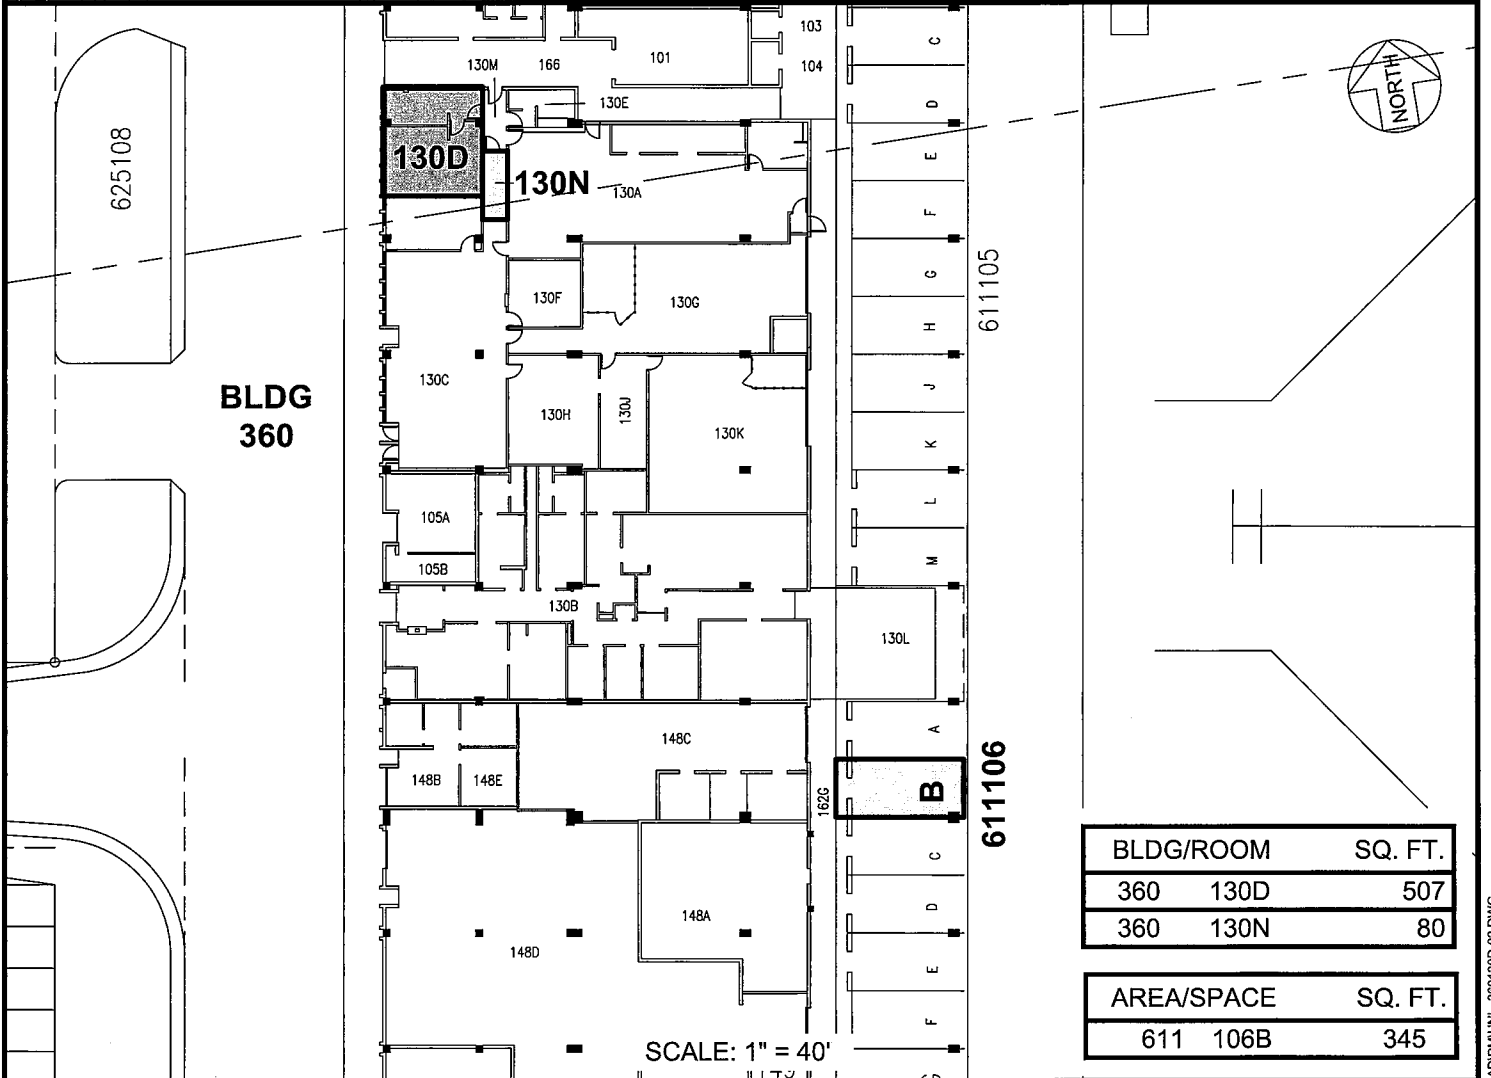 103
C
130M
166
101
104
NORTH
130E
D
625108
130D
130N
130A
E
F
611105
130F
130G
G
H
BLDG
360
130C
130H
130J
130K
J
K
105A
L
105B
M
130B
130L
148C
A
148B
148E
162G
B
611106
C
148A
D
148D
E
F
SCALE: 1" = 40'
BLDG/ROOM SQ. FT.
360 130D 507
360 130N 80
AREA/SPACE SQ. FT.
611 106B 345